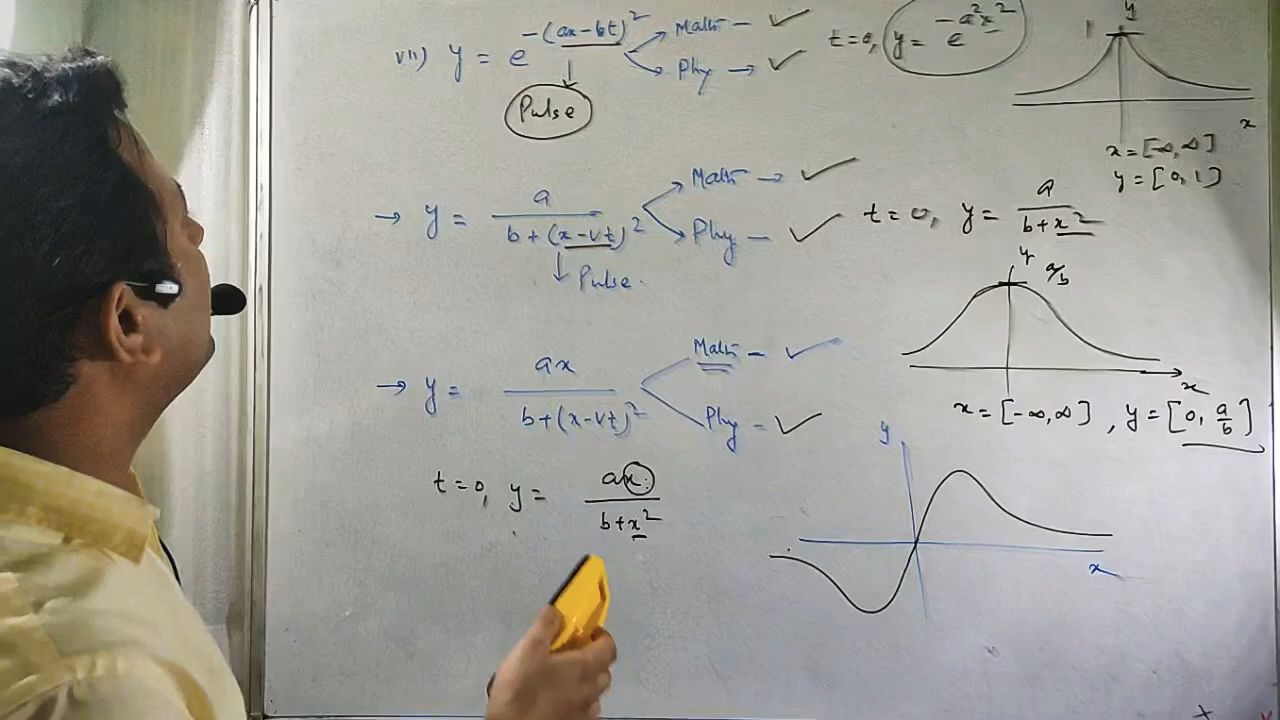 vii) y = e^{-(ax-bt)^2} Math - ✓
Phy → ✓
Pulse
t=0, y = e^{-a^2x^2}
y
1
x
x = [-∞, ∞]
y = [0, 1]
→ y = a / (b+(x-vt)^2) Math → ✓
Phy - ✓
↓ Pulse.
t = 0, y = a / (b+x^2)
y a/b
x
x = [-∞, ∞], y = [0, a/b]
→ y = ax / (b+(x-vt)^2) Math - ✓
Phy - ✓
t=0, y = ax / (b+x^2)
y
x